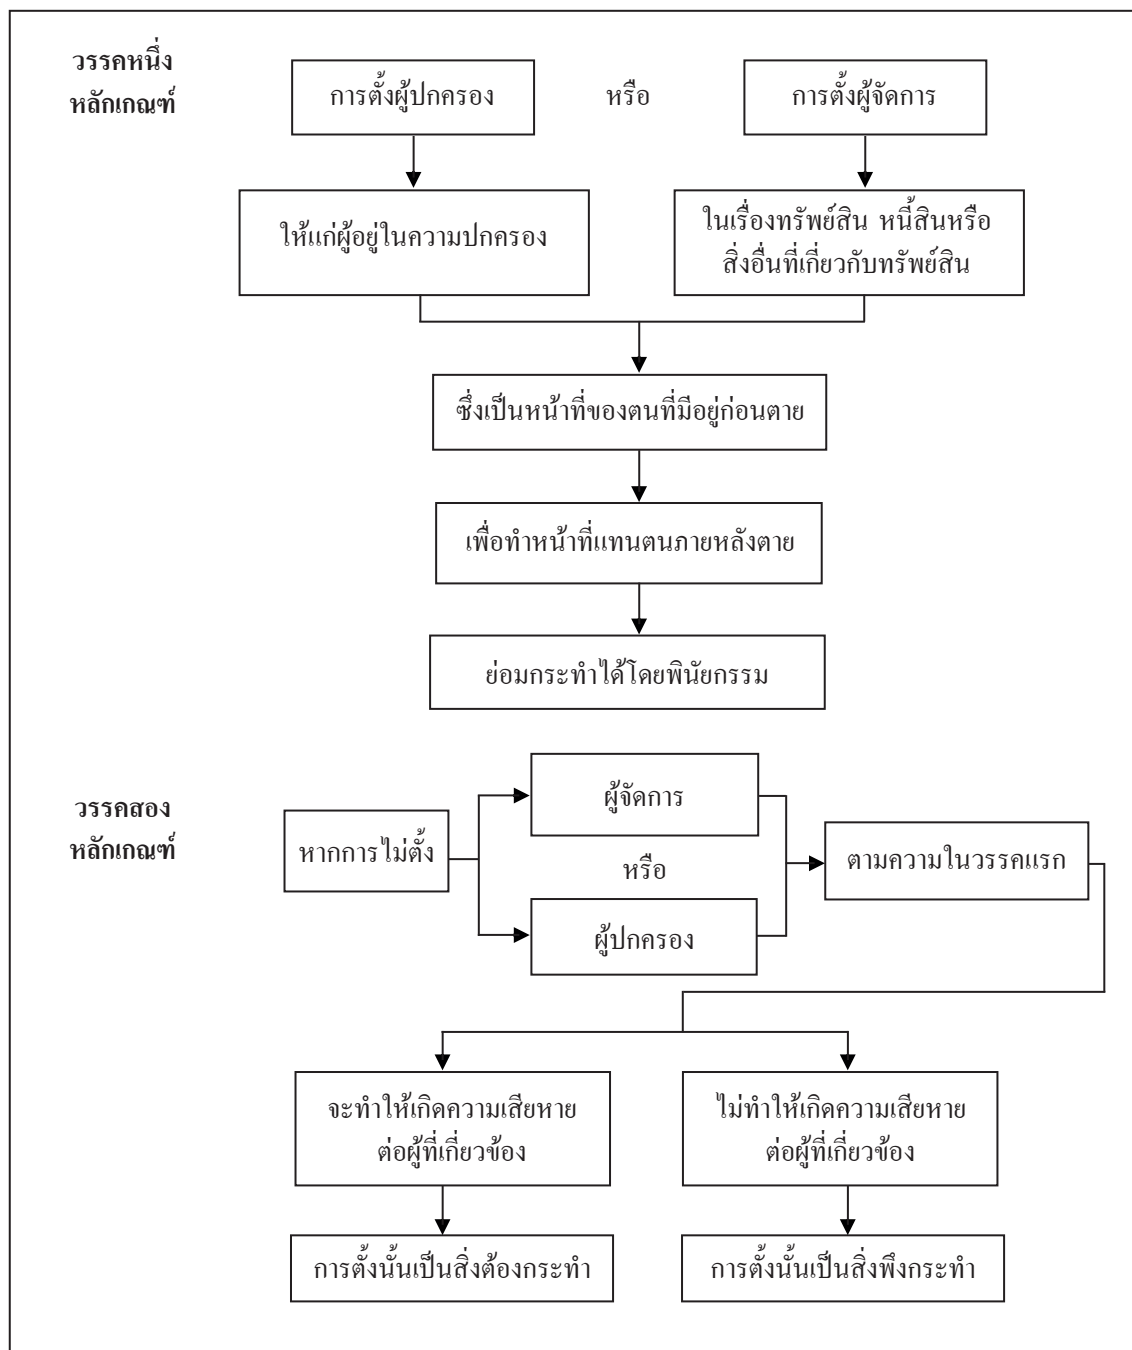 วรรคหนึ่ง
หลักเกณฑ์
การตั้งผู้ปกครอง
หรือ
การตั้งผู้จัดการ
ให้แก่ผู้อยู่ในความปกครอง
ในเรื่องทรัพย์สิน หนี้สินหรือ
สิ่งอื่นที่เกี่ยวกับทรัพย์สิน
ซึ่งเป็นหน้าที่ของตนที่มีอยู่ก่อนตาย
เพื่อทำหน้าที่แทนตนภายหลังตาย
ย่อมกระทำได้โดยพินัยกรรม
วรรคสอง
หลักเกณฑ์
หากการไม่ตั้ง
ผู้จัดการ
หรือ
ผู้ปกครอง
ตามความในวรรคแรก
จะทำให้เกิดความเสียหาย
ต่อผู้ที่เกี่ยวข้อง
ไม่ทำให้เกิดความเสียหาย
ต่อผู้ที่เกี่ยวข้อง
การตั้งนั้นเป็นสิ่งต้องกระทำ
การตั้งนั้นเป็นสิ่งพึงกระทำ